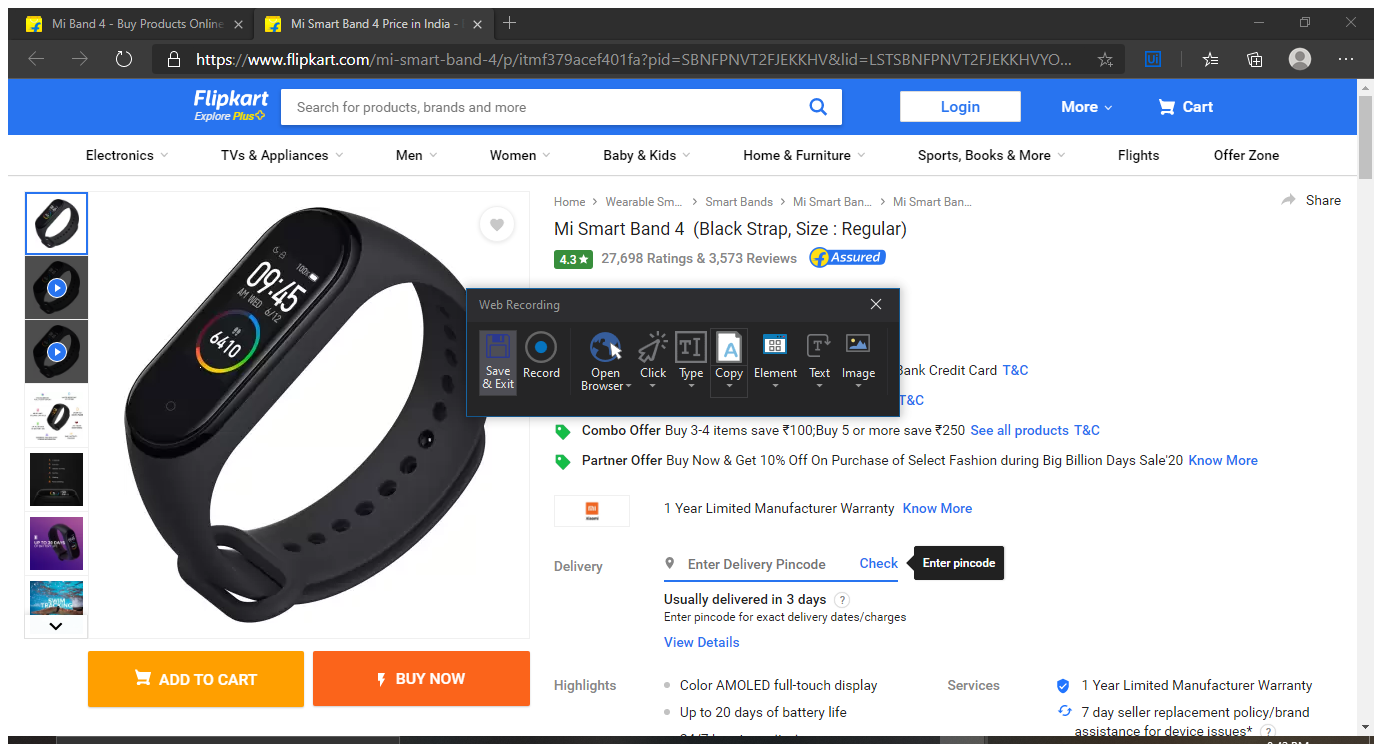 Mi Band 4 - Buy Products Online
Mi Smart Band 4 Price in India -
https://www.flipkart.com/mi-smart-band-4/p/itmf379acef401fa?pid=SBNFPNVT2FJEKKHV&lid=LSTSBNFPNVT2FJEKKHVYO...
Ui
Flipkart
Explore Plus
Search for products, brands and more
Login
More
Cart
Electronics
TVs & Appliances
Men
Women
Baby & Kids
Home & Furniture
Sports, Books & More
Flights
Offer Zone
Home > Wearable Sm... > Smart Bands > Mi Smart Ban... > Mi Smart Ban...
Share
Mi Smart Band 4 (Black Strap, Size : Regular)
4.3★ 27,698 Ratings & 3,573 Reviews
Assured
100%
09:45
AM WED 6/12
6410
Web Recording
Save & Exit
Record
Open Browser
Click
Type
Copy
Element
Text
Image
Bank Credit Card T&C
T&C
Combo Offer Buy 3-4 items save ₹100;Buy 5 or more save ₹250 See all products T&C
Partner Offer Buy Now & Get 10% Off On Purchase of Select Fashion during Big Billion Days Sale'20 Know More
1 Year Limited Manufacturer Warranty Know More
Delivery
Enter Delivery Pincode
Check
Enter pincode
Usually delivered in 3 days ?
Enter pincode for exact delivery dates/charges
View Details
UP TO 20 DAYS
SWIM TRACKING
ADD TO CART
BUY NOW
Highlights
Color AMOLED full-touch display
Up to 20 days of battery life
Services
1 Year Limited Manufacturer Warranty
7 day seller replacement policy/brand
assistance for device issues* ?